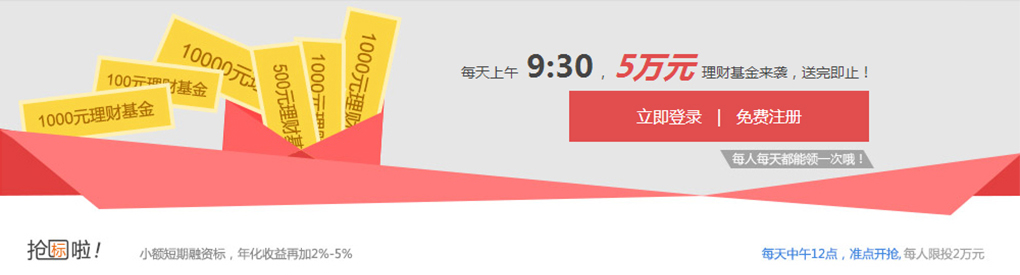 10000元理
1000元理财
1000元理
500元理财基
100元理财基金
1000元理财基金
每天上午 9:30 , 5万元 理财基金来袭，送完即止！
立即登录 | 免费注册
每人每天都能领一次哦！
抢标啦！ 小额短期融资标，年化收益再加2%-5% 每天中午12点，准点开抢, 每人限投2万元